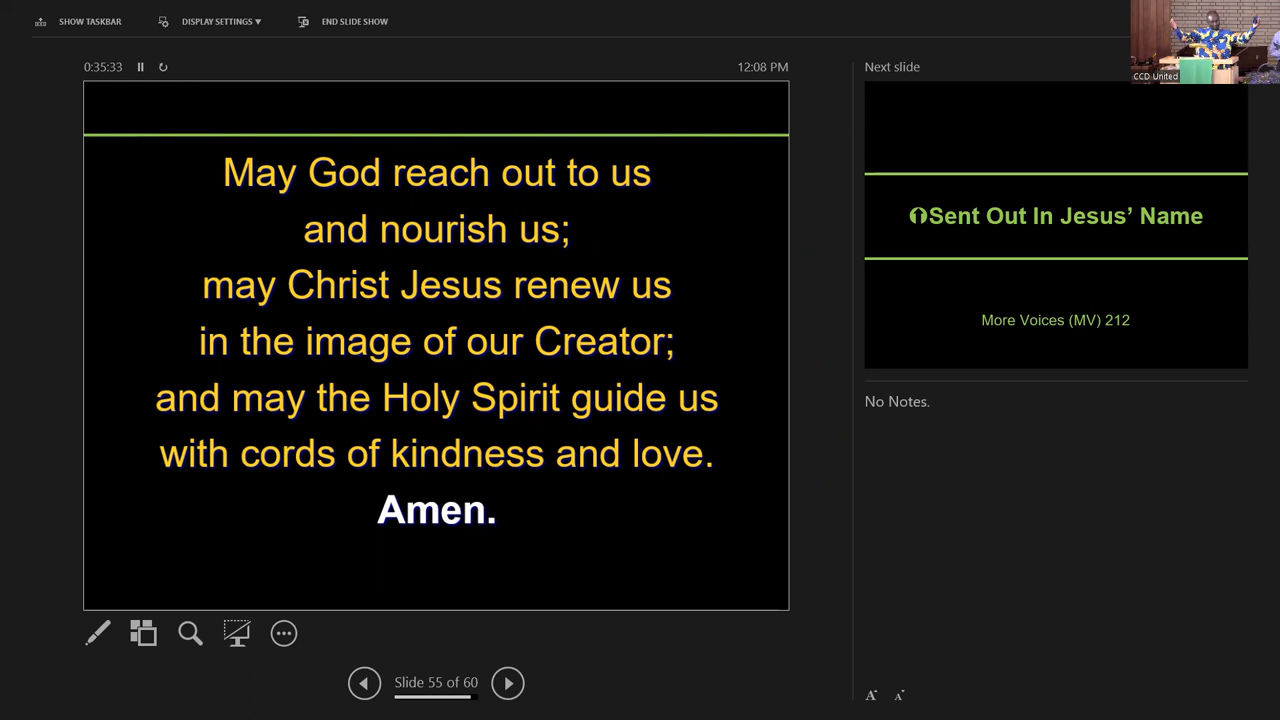 SHOW TASKBAR
DISPLAY SETTINGS ▼
END SLIDE SHOW
0:35:33
12:08 PM
May God reach out to us
and nourish us;
may Christ Jesus renew us
in the image of our Creator;
and may the Holy Spirit guide us
with cords of kindness and love.
Amen.
Slide 55 of 60
CCD United
Next slide
Sent Out In Jesus’ Name
More Voices (MV) 212
No Notes.
A
A